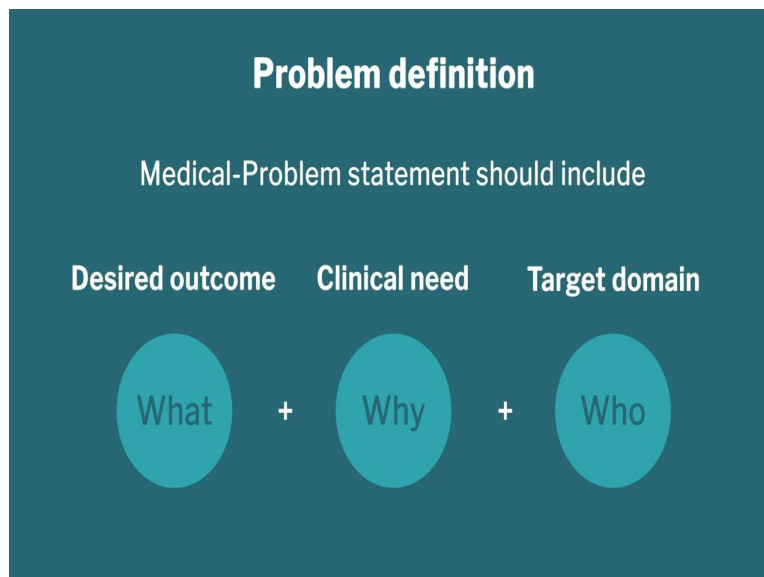 Problem definition
Medical-Problem statement should include
Desired outcome Clinical need Target domain
What + Why + Who